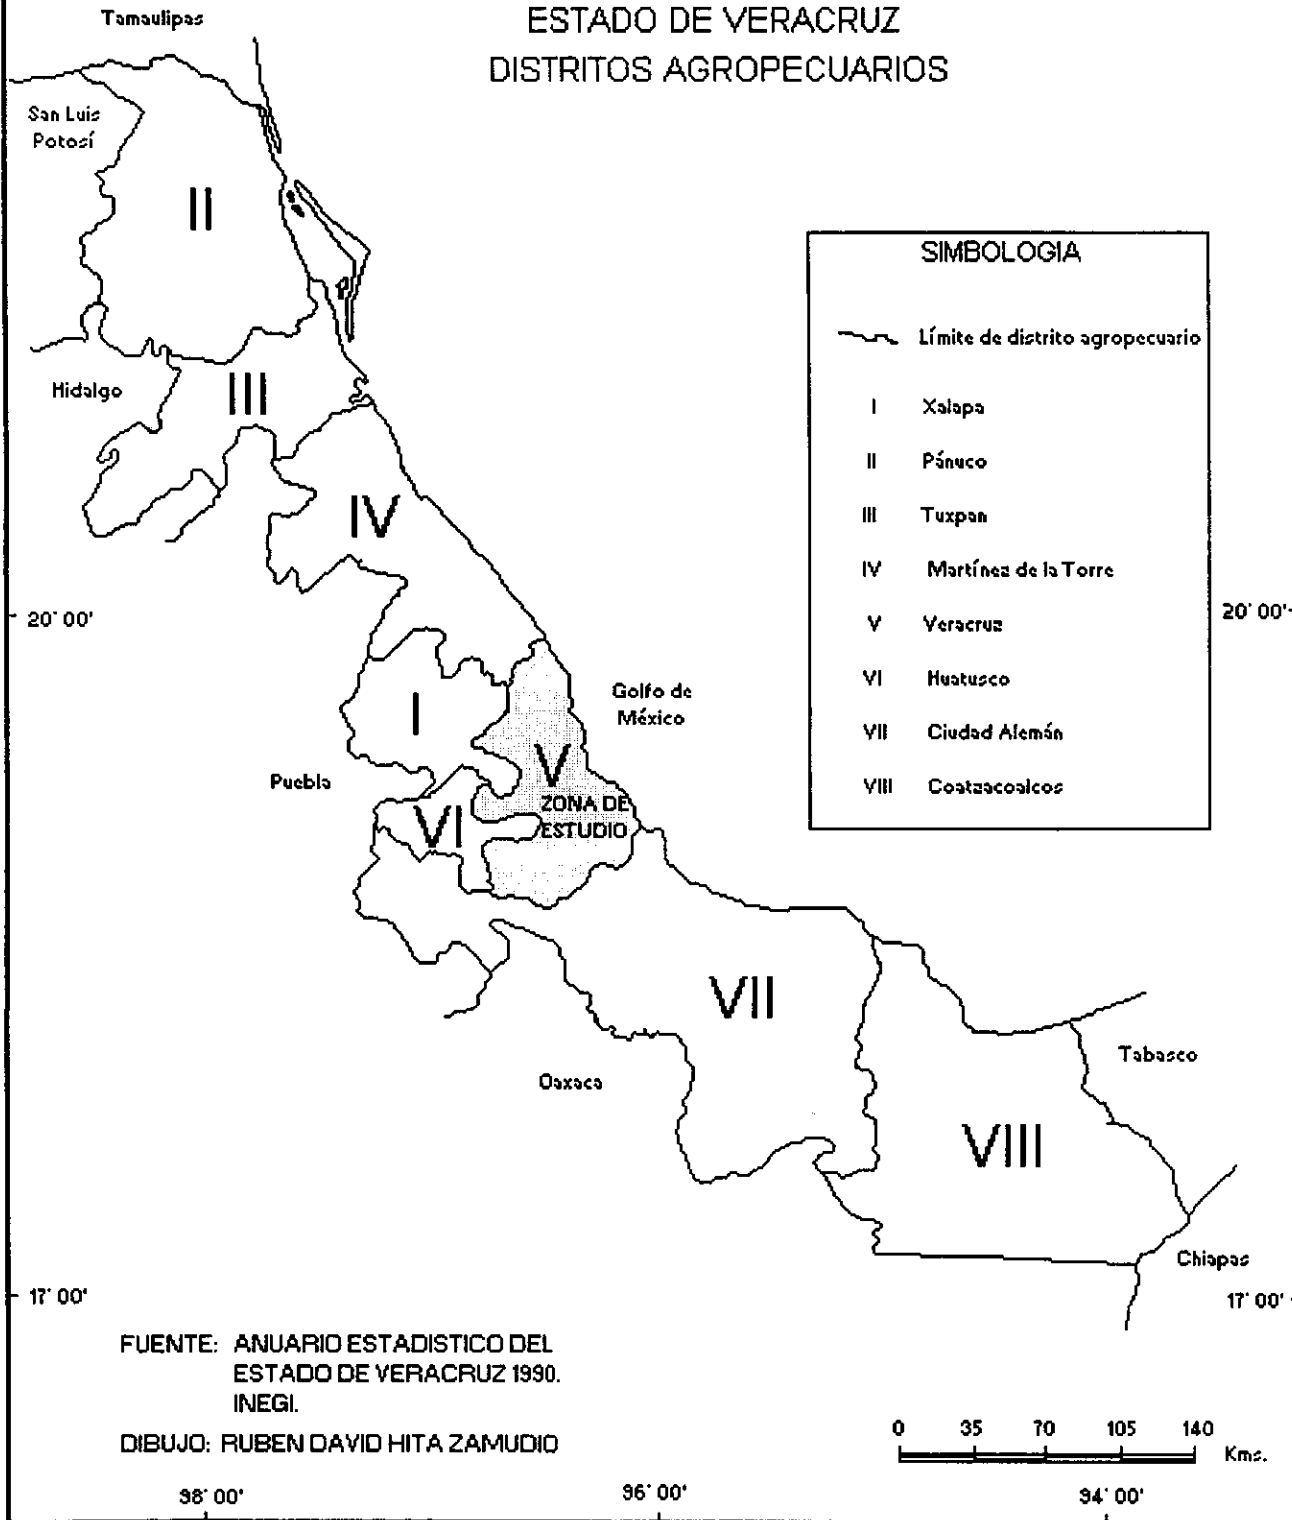 ESTADO DE VERACRUZ
DISTRITOS AGROPECUARIOS
Tamaulipas
San Luis
Potosí
II
SIMBOLOGIA
Límite de distrito agropecuario
Hidalgo
III
I Xalapa
II Pánuco
III Tuxpan
IV Martínez de la Torre
V Veracruz
VI Huatusco
VII Ciudad Alemán
VIII Coatzacoalcos
IV
20° 00'
20° 00'
I
Golfo de
México
Puebla
V
ZONA DE
ESTUDIO
VI
VII
Oaxaca
Tabasco
VIII
Chiapas
17° 00'
17° 00'
FUENTE: ANUARIO ESTADISTICO DEL
ESTADO DE VERACRUZ 1990.
INEGI.
DIBUJO: RUBEN DAVID HITA ZAMUDIO
0 35 70 105 140
Kms.
98° 00'
96° 00'
94° 00'